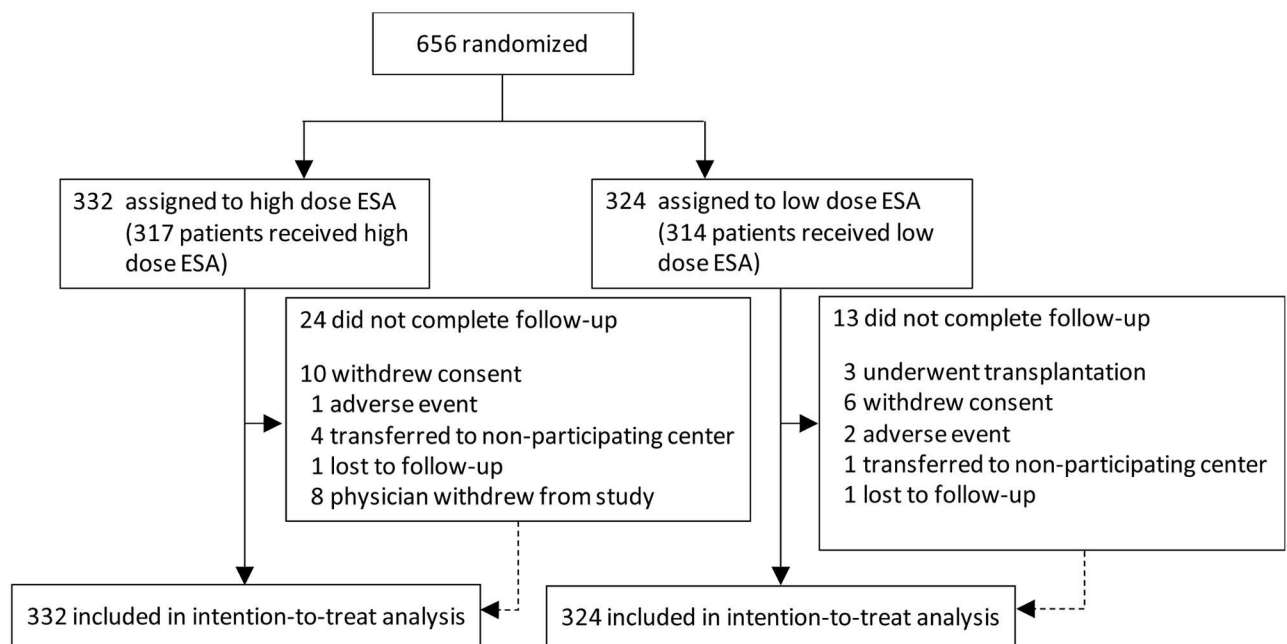 656 randomized
332 assigned to high dose ESA
(317 patients received high
dose ESA)
324 assigned to low dose ESA
(314 patients received low
dose ESA)
24 did not complete follow-up
10 withdrew consent
1 adverse event
4 transferred to non-participating center
1 lost to follow-up
8 physician withdrew from study
13 did not complete follow-up
3 underwent transplantation
6 withdrew consent
2 adverse event
1 transferred to non-participating center
1 lost to follow-up
332 included in intention-to-treat analysis
324 included in intention-to-treat analysis